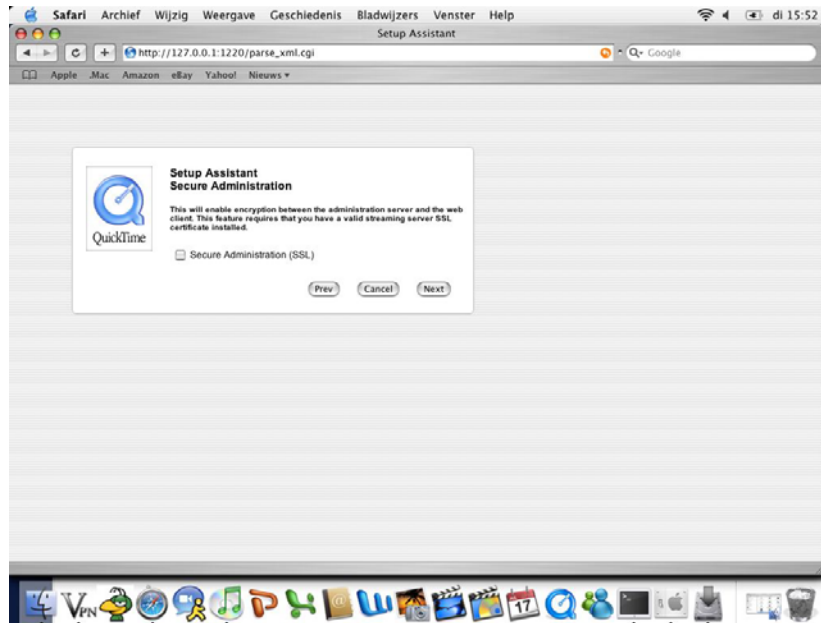 Safari Archief Wijzig Weergave Geschiedenis Bladwijzers Venster Help di 15:52
Setup Assistant
http://127.0.0.1:1220/parse_xml.cgi Google
Apple .Mac Amazon eBay Yahoo! Nieuws
Setup Assistant
Secure Administration
This will enable encryption between the administration server and the web
client. This feature requires that you have a valid streaming server SSL
certificate installed.
QuickTime
Secure Administration (SSL)
Prev Cancel Next
VPN 17